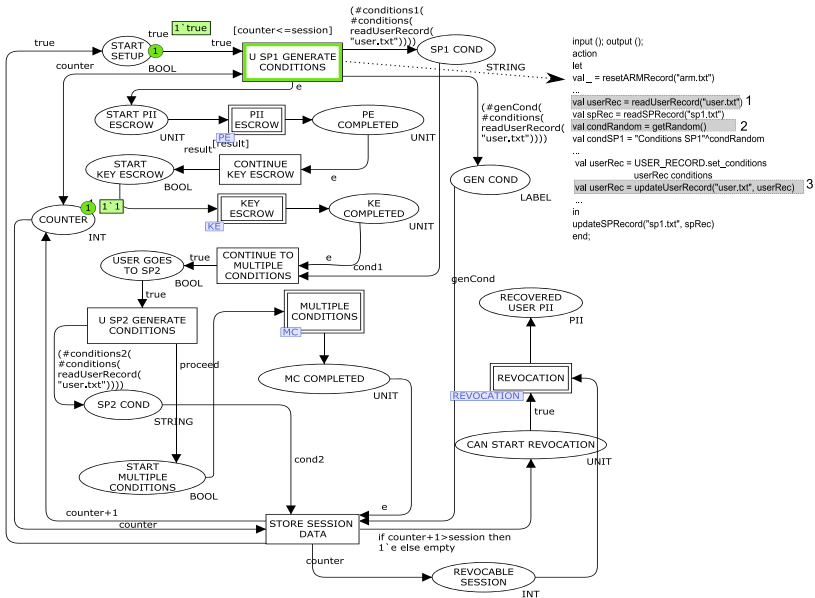 1`true
true
START
SETUP
1
true
true
BOOL
[counter<=session]
U SP1 GENERATE
CONDITIONS
(#conditions1(
#conditions(
readUserRecord(
"user.txt"))))
SP1 COND
STRING
counter
e
START PII
ESCROW
UNIT
PII
ESCROW
PE
PE
COMPLETED
UNIT
(#genCond(
#conditions(
readUserRecord(
"user.txt"))))
GEN COND
LABEL
START
KEY ESCROW
BOOL
result
[result]
CONTINUE
KEY ESCROW
e
COUNTER
1
1`1
INT
KEY
ESCROW
KE
KE
COMPLETED
UNIT
USER GOES
TO SP2
BOOL
true
CONTINUE TO
MULTIPLE
CONDITIONS
e
cond1
genCond
true
U SP2 GENERATE
CONDITIONS
MULTIPLE
CONDITIONS
MC
RECOVERED
USER PII
PII
(#conditions2(
#conditions(
readUserRecord(
"user.txt"))))
proceed
MC COMPLETED
UNIT
REVOCATION
REVOCATION
true
SP2 COND
STRING
CAN START REVOCATION
UNIT
START
MULTIPLE
CONDITIONS
BOOL
cond2
e
counter+1
counter
STORE SESSION
DATA
if counter+1>session then
1`e else empty
counter
REVOCABLE
SESSION
INT
input (); output ();
action
let
val _ = resetARMRecord("arm.txt")
...
val userRec = readUserRecord("user.txt") 1
val spRec = readSPRecord("sp1.txt")
val condRandom = getRandom() 2
val condSP1 = "Conditions SP1"^condRandom
...
val userRec = USER_RECORD.set_conditions
userRec conditions
val userRec = updateUserRecord("user.txt", userRec) 3
...
in
updateSPRecord("sp1.txt", spRec)
end;